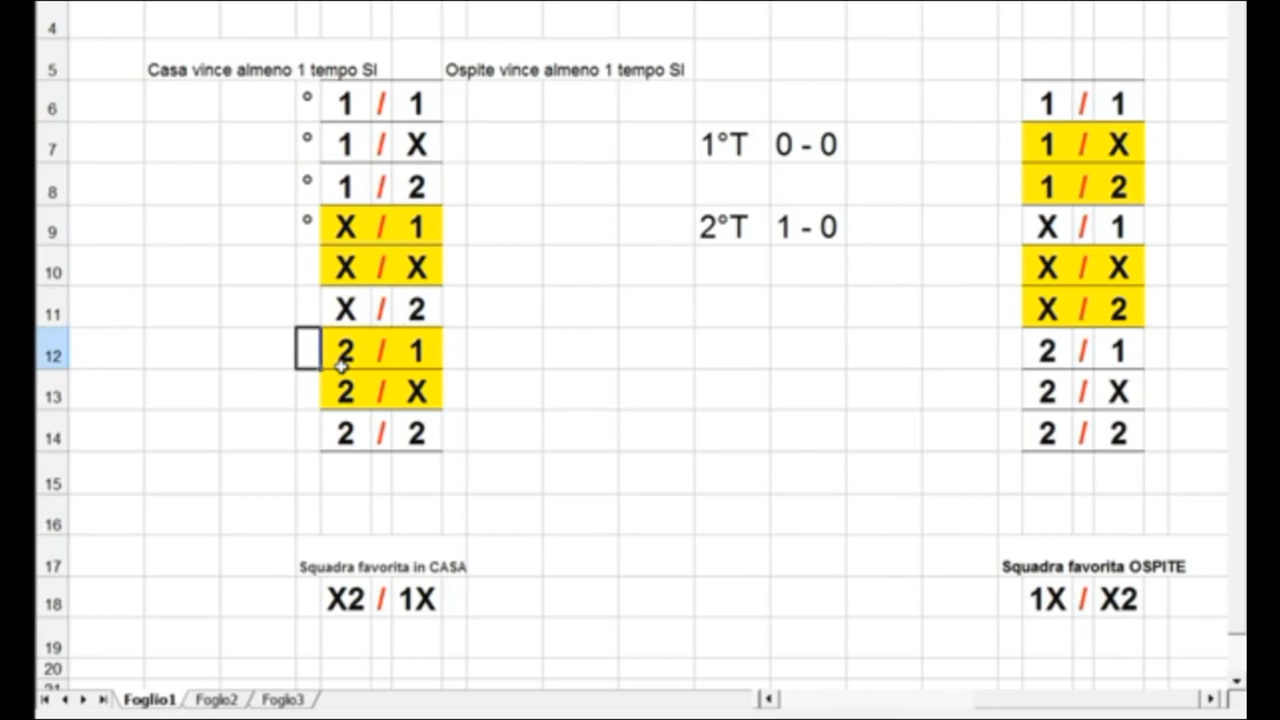 4
5 Casa vince almeno 1 tempo SI Ospite vince almeno 1 tempo SI
6 ° 1 / 1 1 / 1
7 ° 1 / X 1°T 0 - 0 1 / X
8 ° 1 / 2 1 / 2
9 ° X / 1 2°T 1 - 0 X / 1
10 X / X X / X
11 X / 2 X / 2
12 2 / 1 2 / 1
13 2 / X 2 / X
14 2 / 2 2 / 2
15
16
17 Squadra favorita in CASA Squadra favorita OSPITE
18 X2 / 1X 1X / X2
19
20
21
Foglio1 Foglio2 Foglio3